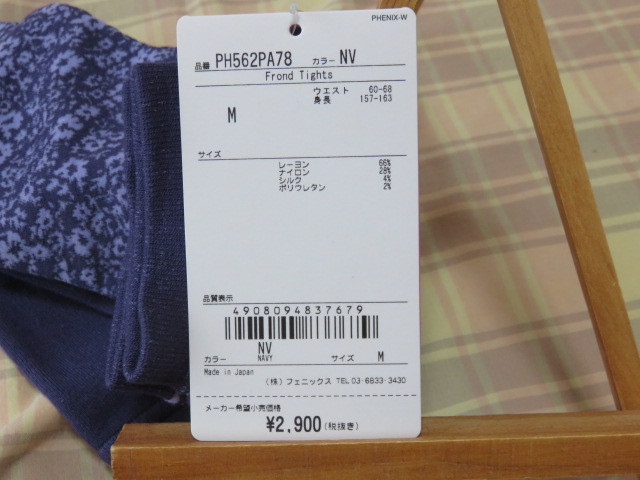 PHENIX-W
品番 PH562PA78 カラー NV
Frond Tights
M ウエスト 60-68
身長 157-163
サイズ
レーヨン 66%
ナイロン 28%
シルク 4%
ポリウレタン 2%
品質表示
4908094837679
カラー NV サイズ M
NAVY
Made in Japan
(株) フェニックス TEL 03-6833-3430
メーカー希望小売価格
¥2,900(税抜き)